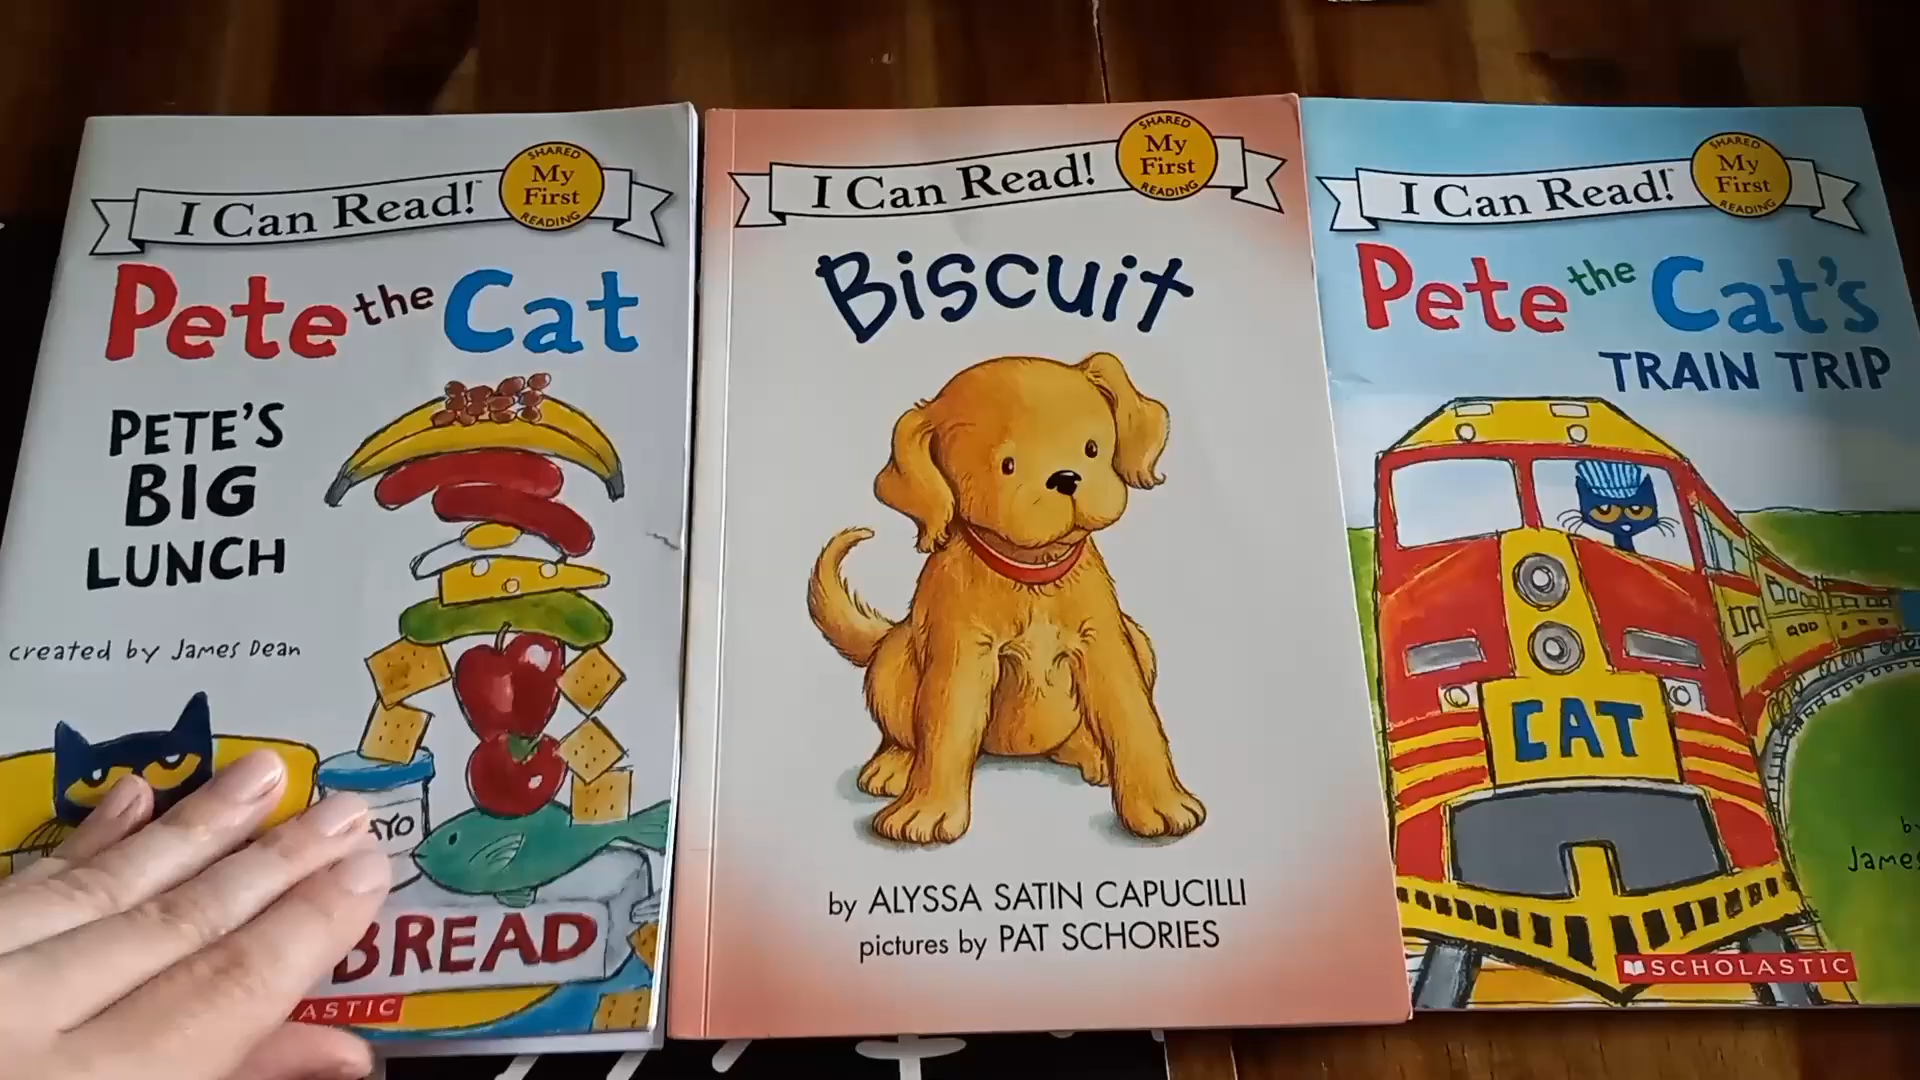 I Can Read!™
SHARED
My
First
READING
Pete the Cat
PETE'S
BIG
LUNCH
created by James Dean
BREAD
I Can Read!
SHARED
My
First
READING
Biscuit
by ALYSSA SATIN CAPUCILLI
pictures by PAT SCHORIES
I Can Read!™
SHARED
My
First
READING
Pete the Cat's
TRAIN TRIP
CAT
James
SCHOLASTIC